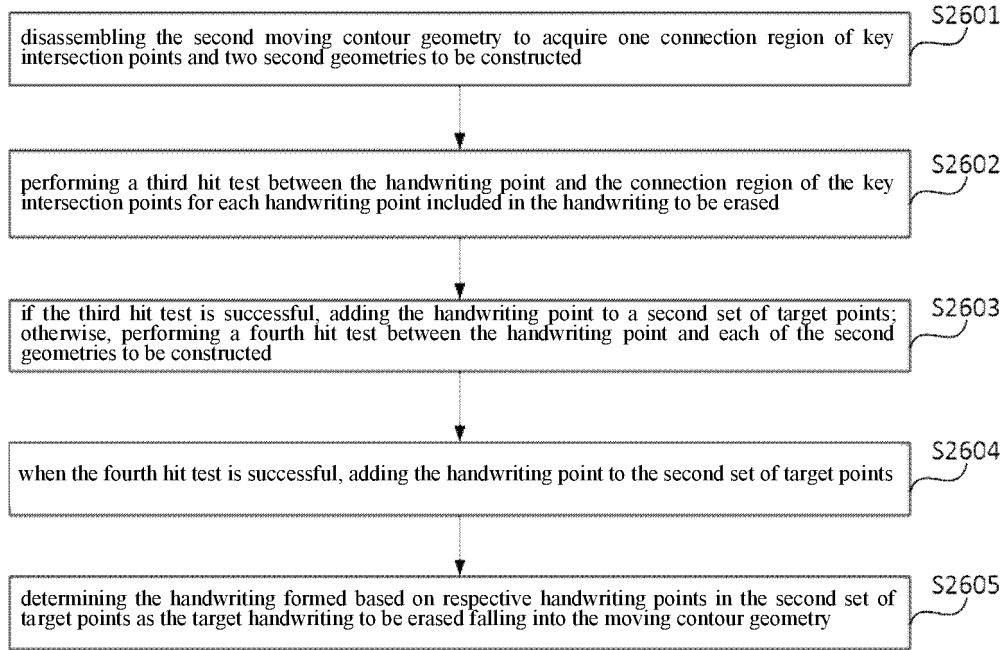 S2601
disassembling the second moving contour geometry to acquire one connection region of key
intersection points and two second geometries to be constructed
S2602
performing a third hit test between the handwriting point and the connection region of the key
intersection points for each handwriting point included in the handwriting to be erased
S2603
if the third hit test is successful, adding the handwriting point to a second set of target points;
otherwise, performing a fourth hit test between the handwriting point and each of the second
geometries to be constructed
S2604
when the fourth hit test is successful, adding the handwriting point to the second set of target points
S2605
determining the handwriting formed based on respective handwriting points in the second set of
target points as the target handwriting to be erased falling into the moving contour geometry